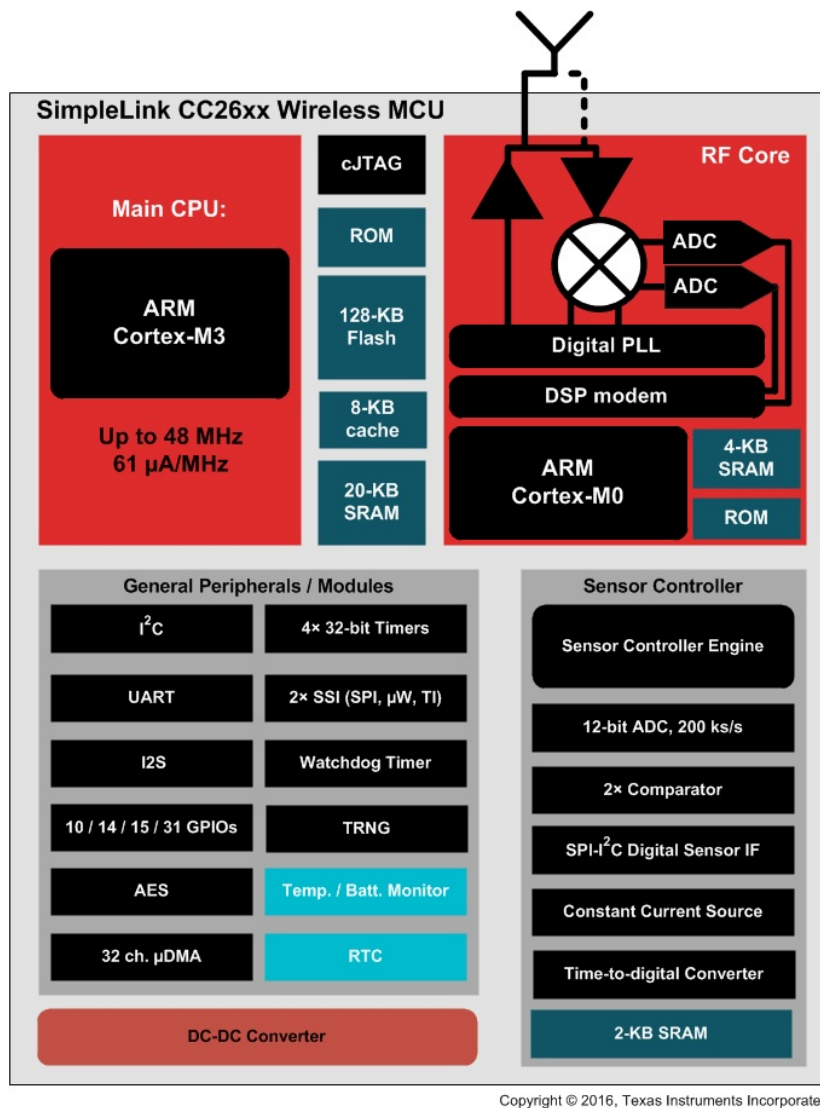 SimpleLink CC26xx Wireless MCU
Main CPU:
ARM
Cortex-M3
Up to 48 MHz
61 µA/MHz
cJTAG
ROM
128-KB
Flash
8-KB
cache
20-KB
SRAM
RF Core
ADC
ADC
Digital PLL
DSP modem
ARM
Cortex-M0
4-KB
SRAM
ROM
General Peripherals / Modules
I²C
4× 32-bit Timers
UART
2× SSI (SPI, µW, TI)
I2S
Watchdog Timer
10 / 14 / 15 / 31 GPIOs
TRNG
AES
Temp. / Batt. Monitor
32 ch. µDMA
RTC
DC-DC Converter
Sensor Controller
Sensor Controller Engine
12-bit ADC, 200 ks/s
2× Comparator
SPI-I²C Digital Sensor IF
Constant Current Source
Time-to-digital Converter
2-KB SRAM
Copyright © 2016, Texas Instruments Incorporate